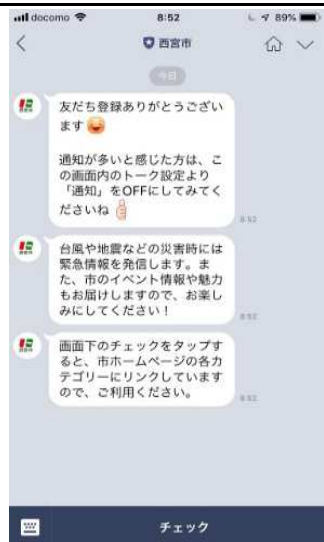 docomo 8:52 89%
西宮市
今日
友だち登録ありがとうござい
ます
通知が多いと感じた方は、こ
の画面内のトーク設定より
「通知」をOFFにしてみてく
ださいね
8:52
台風や地震などの災害時には
緊急情報を発信します。ま
た、市のイベント情報や魅力
もお届けしますので、お楽し
みにしてください！
8:52
画面下のチェックをタップす
ると、市ホームページの各カ
テゴリーにリンクしています
ので、ご利用ください。
8:52
チェック